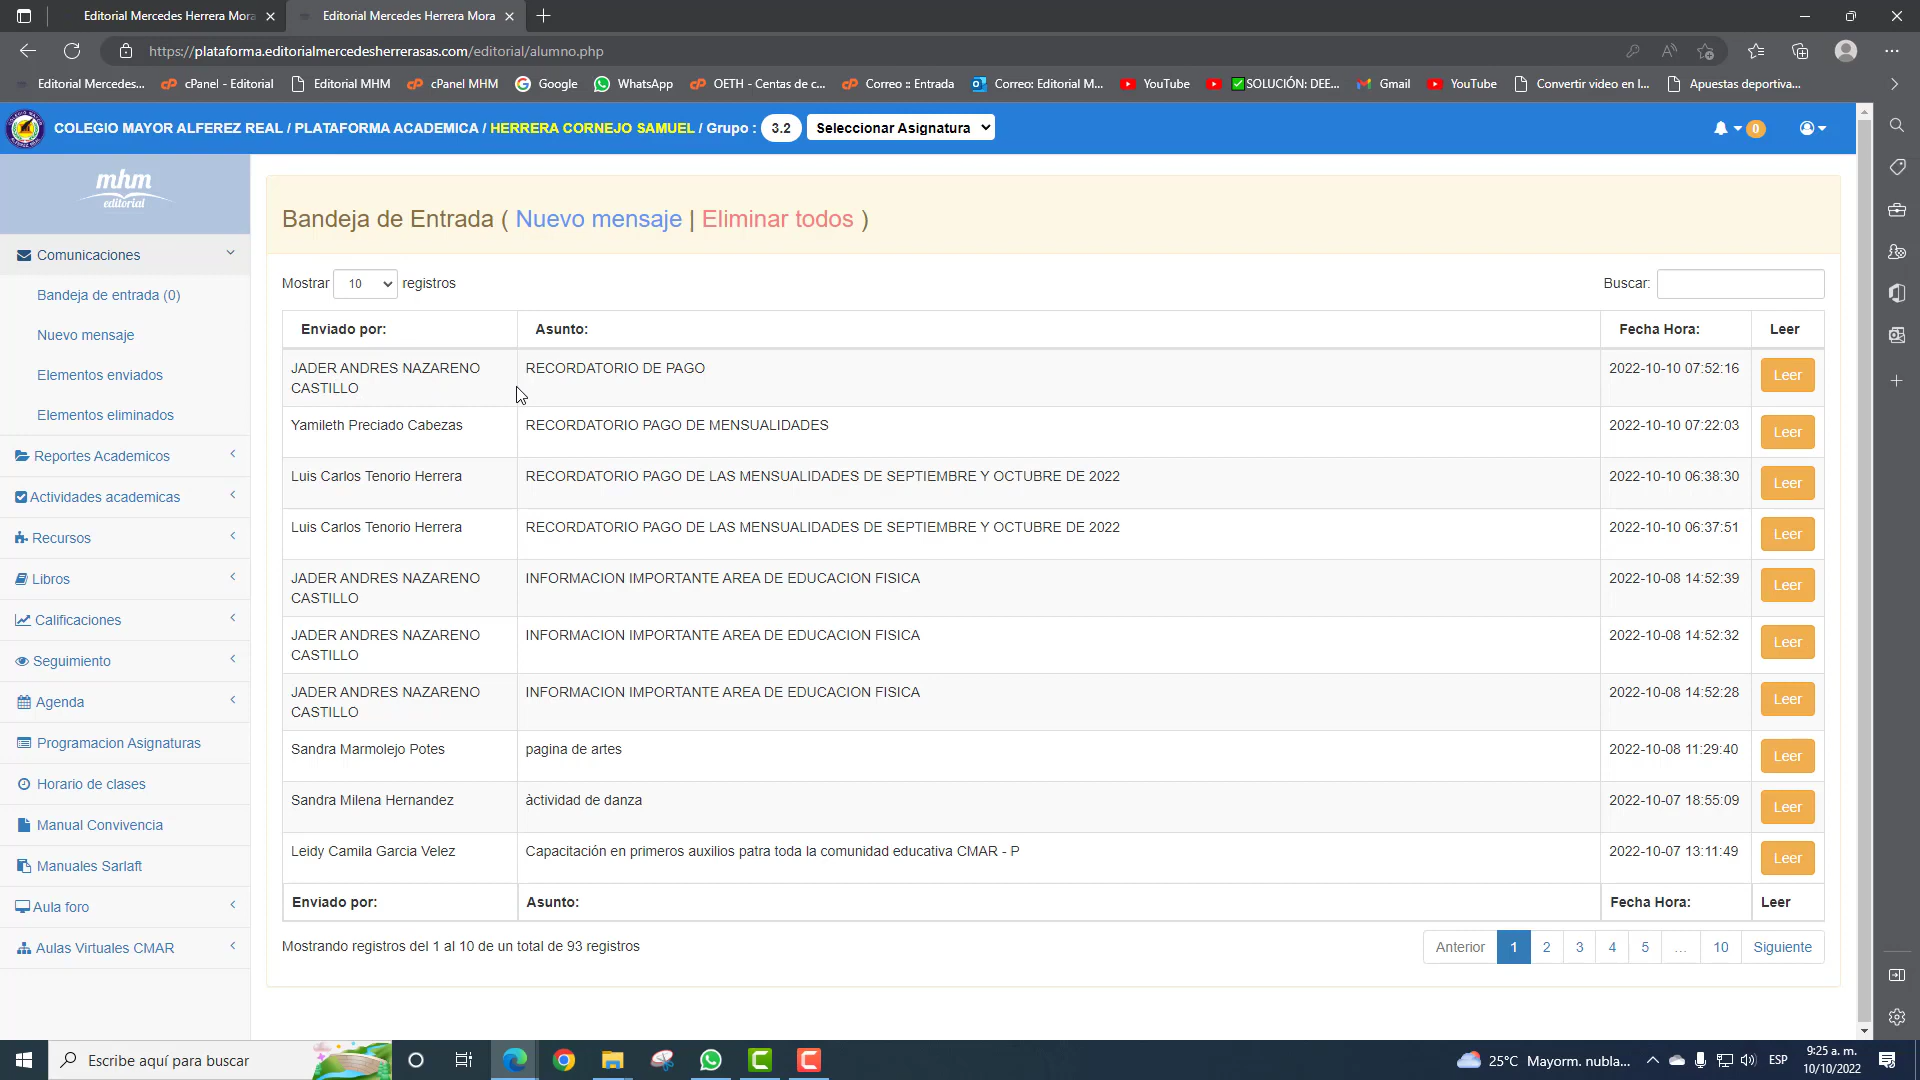 Editorial Mercedes Herrera Mora
Editorial Mercedes Herrera Mora
https://plataforma.editorialmercedesherrerasas.com/editorial/alumno.php
Editorial Mercedes...
cPanel - Editorial
Editorial MHM
cPanel MHM
Google
WhatsApp
OETH - Centas de c...
Correo :: Entrada
Correo: Editorial M...
YouTube
SOLUCIÓN: DEE...
Gmail
YouTube
Convertir video en l...
Apuestas deportiva...
COLEGIO MAYOR ALFEREZ REAL / PLATAFORMA ACADEMICA / HERRERA CORNEJO SAMUEL / Grupo : 3.2 Seleccionar Asignatura
0
mhm
editorial
Comunicaciones
Bandeja de entrada (0)
Nuevo mensaje
Elementos enviados
Elementos eliminados
Reportes Academicos
Actividades academicas
Recursos
Libros
Calificaciones
Seguimiento
Agenda
Programacion Asignaturas
Horario de clases
Manual Convivencia
Manuales Sarlaft
Aula foro
Aulas Virtuales CMAR
Bandeja de Entrada ( Nuevo mensaje | Eliminar todos )
Mostrar 10 registros
Buscar:
Enviado por: Asunto: Fecha Hora: Leer
JADER ANDRES NAZARENO CASTILLO RECORDATORIO DE PAGO 2022-10-10 07:52:16 Leer
Yamileth Preciado Cabezas RECORDATORIO PAGO DE MENSUALIDADES 2022-10-10 07:22:03 Leer
Luis Carlos Tenorio Herrera RECORDATORIO PAGO DE LAS MENSUALIDADES DE SEPTIEMBRE Y OCTUBRE DE 2022 2022-10-10 06:38:30 Leer
Luis Carlos Tenorio Herrera RECORDATORIO PAGO DE LAS MENSUALIDADES DE SEPTIEMBRE Y OCTUBRE DE 2022 2022-10-10 06:37:51 Leer
JADER ANDRES NAZARENO CASTILLO INFORMACION IMPORTANTE AREA DE EDUCACION FISICA 2022-10-08 14:52:39 Leer
JADER ANDRES NAZARENO CASTILLO INFORMACION IMPORTANTE AREA DE EDUCACION FISICA 2022-10-08 14:52:32 Leer
JADER ANDRES NAZARENO CASTILLO INFORMACION IMPORTANTE AREA DE EDUCACION FISICA 2022-10-08 14:52:28 Leer
Sandra Marmolejo Potes pagina de artes 2022-10-08 11:29:40 Leer
Sandra Milena Hernandez àctividad de danza 2022-10-07 18:55:09 Leer
Leidy Camila Garcia Velez Capacitación en primeros auxilios patra toda la comunidad educativa CMAR - P 2022-10-07 13:11:49 Leer
Enviado por: Asunto: Fecha Hora: Leer
Mostrando registros del 1 al 10 de un total de 93 registros
Anterior 1 2 3 4 5 ... 10 Siguiente
Escribe aquí para buscar
25°C Mayorm. nubla...
ESP
9:25 a. m.
10/10/2022